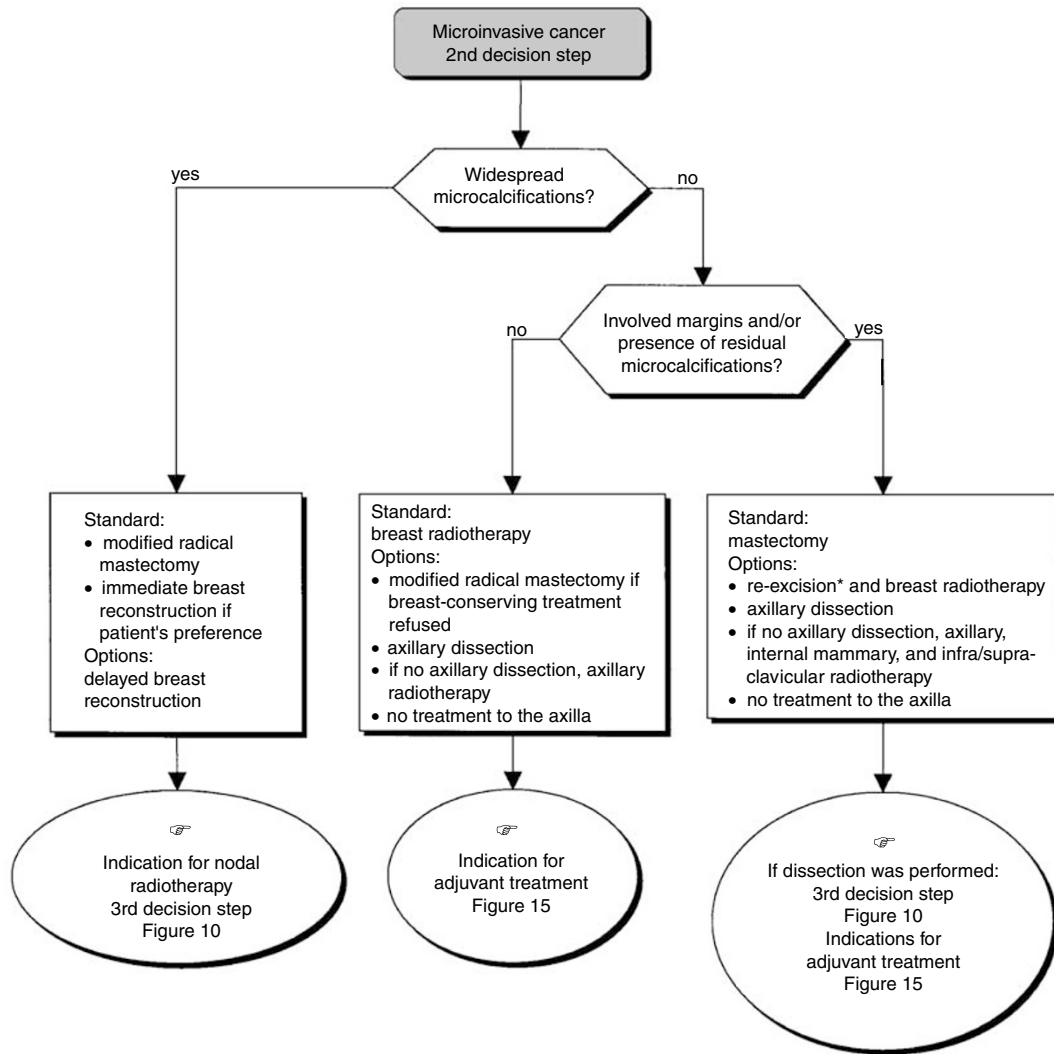 Microinvasive cancer
2nd decision step
Widespread
microcalcifications?
yes
no
Involved margins and/or
presence of residual
microcalcifications?
no
yes
Standard:
• modified radical
mastectomy
• immediate breast
reconstruction if
patient's preference
Options:
delayed breast
reconstruction
Standard:
breast radiotherapy
Options:
• modified radical mastectomy if
breast-conserving treatment
refused
• axillary dissection
• if no axillary dissection, axillary
radiotherapy
• no treatment to the axilla
Standard:
mastectomy
Options:
• re-excision* and breast radiotherapy
• axillary dissection
• if no axillary dissection, axillary,
internal mammary, and infra/supra-
clavicular radiotherapy
• no treatment to the axilla
☞
Indication for nodal
radiotherapy
3rd decision step
Figure 10
☞
Indication for
adjuvant treatment
Figure 15
☞
If dissection was performed:
3rd decision step
Figure 10
Indications for
adjuvant treatment
Figure 15